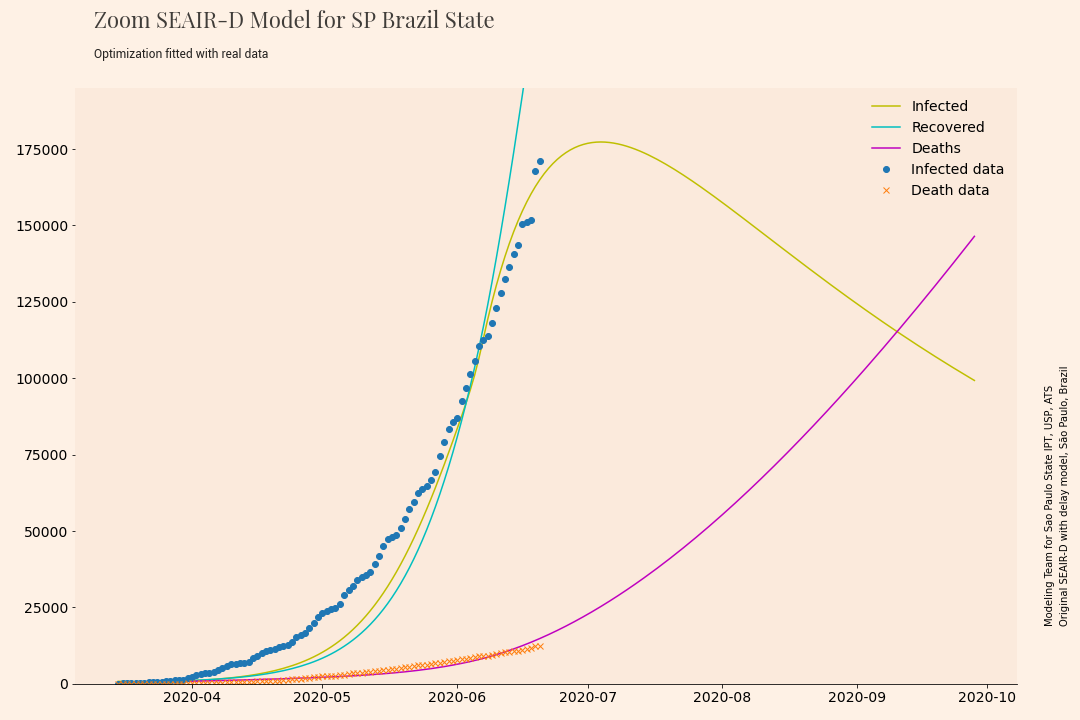 Zoom SEAIR-D Model for SP Brazil State
Optimization fitted with real data
Infected
Recovered
Deaths
Infected data
Death data
175000
150000
125000
100000
75000
50000
25000
0
2020-04
2020-05
2020-06
2020-07
2020-08
2020-09
2020-10
Modeling Team for Sao Paulo State IPT, USP, ATS
Original SEAIR-D with delay model, São Paulo, Brazil